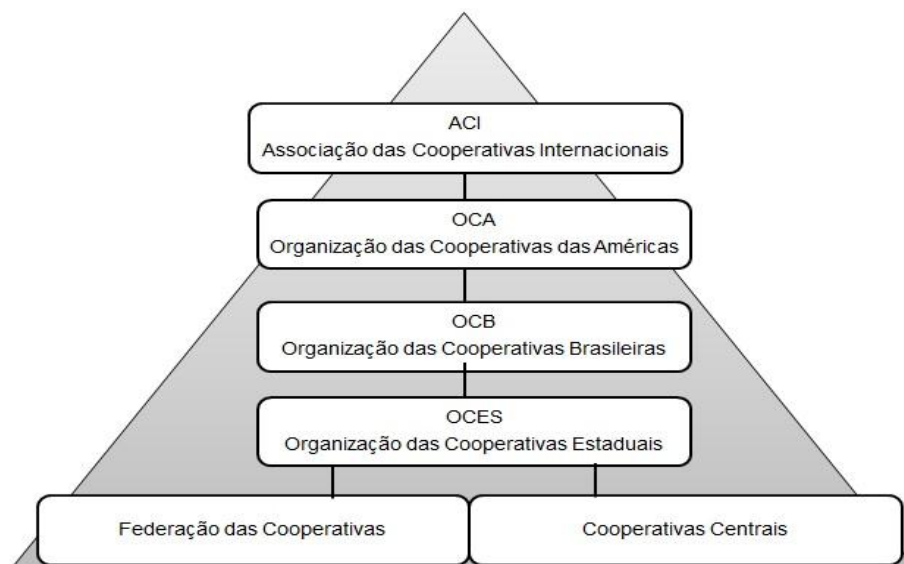 ACI
Associação das Cooperativas Internacionais
OCA
Organização das Cooperativas das Américas
OCB
Organização das Cooperativas Brasileiras
OCES
Organização das Cooperativas Estaduais
Federação das Cooperativas
Cooperativas Centrais